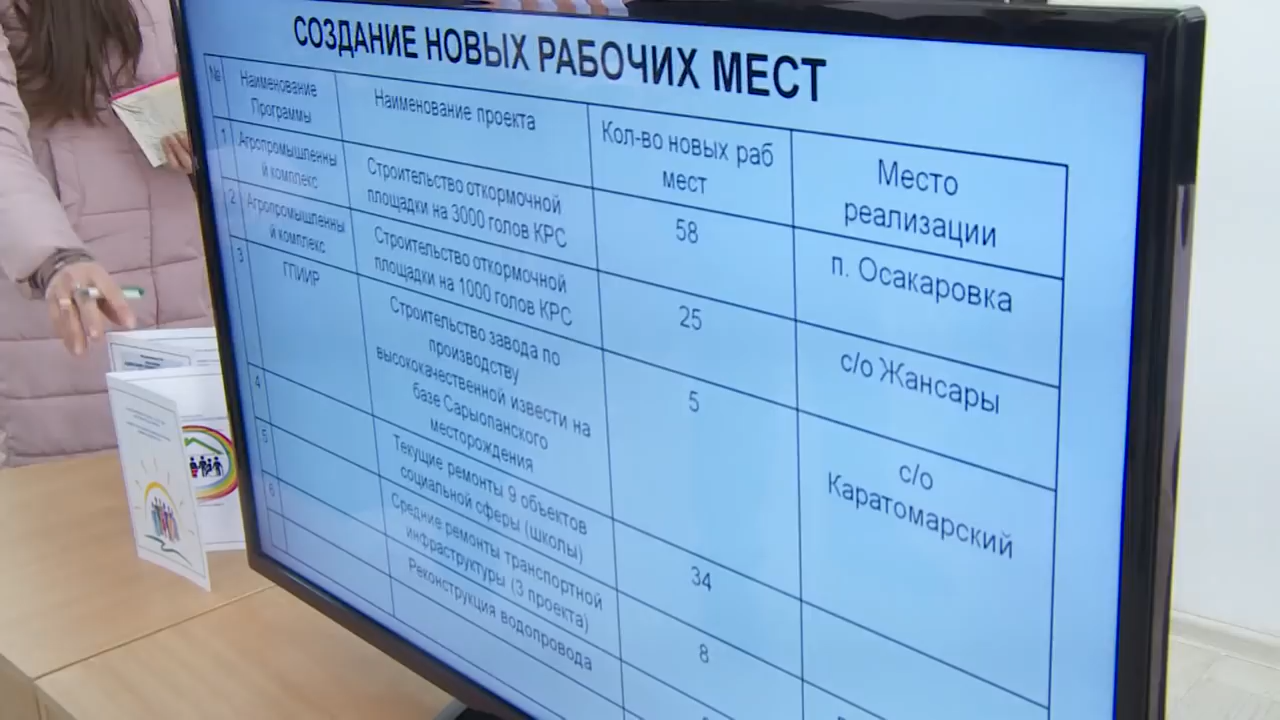 СОЗДАНИЕ НОВЫХ РАБОЧИХ МЕСТ
№
Наименование
Программы
Наименование проекта
Кол-во новых раб
мест
Место
реализации
1
Агропромышленны
й комплекс
Строительство откормочной
площадки на 3000 голов КРС
58
п. Осакаровка
2
Агропромышленны
й комплекс
Строительство откормочной
площадки на 1000 голов КРС
25
с/о Жансары
3
ГПИИР
Строительство завода по
производству
высококачественной извести на
базе Сарыопанского
месторождения
5
с/о
Каратомарский
4
Текущие ремонты 9 объектов
социальной сферы (школы)
34
5
Средние ремонты транспортной
инфраструктуры (3 проекта)
8
6
Реконструкция водопровода